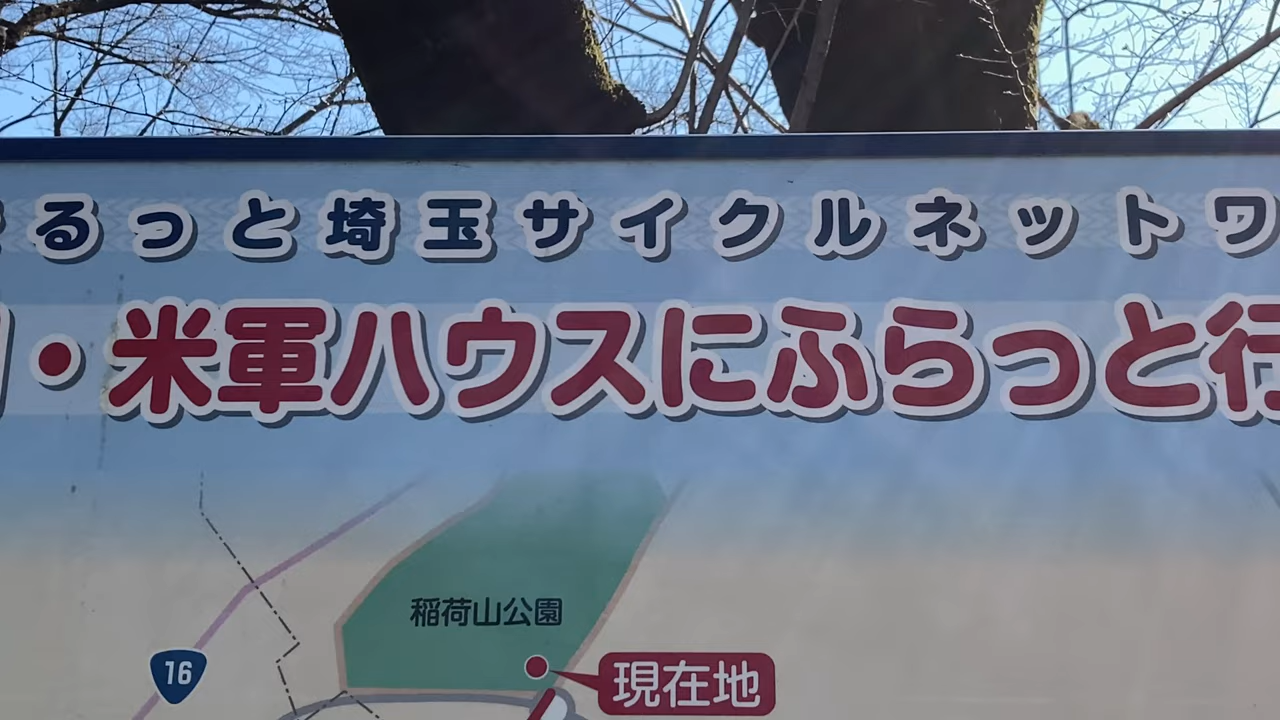 るっと埼玉サイクルネットワ
・米軍ハウスにふらっと行
稲荷山公園
16
現在地